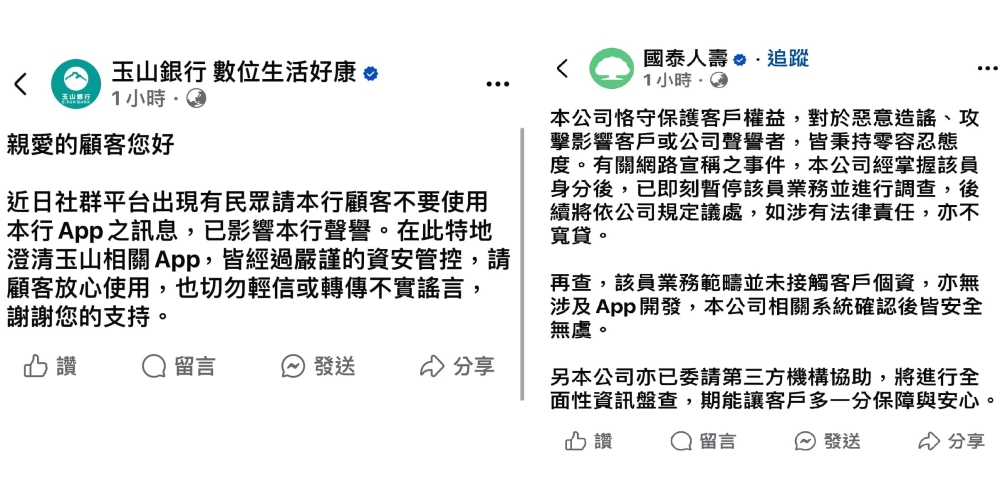 玉山銀行 數位生活好康
1小時 ·
玉山銀行
E.SUN BANK
親愛的顧客您好
近日社群平台出現有民眾請本行顧客不要使用
本行 App 之訊息，已影響本行聲譽。在此特地
澄清玉山相關 App，皆經過嚴謹的資安管控，請
顧客放心使用，也切勿輕信或轉傳不實謠言，
謝謝您的支持。
讚 留言 發送 分享
國泰人壽 · 追蹤
1小時 ·
本公司恪守保護客戶權益，對於惡意造謠、攻
擊影響客戶或公司聲譽者，皆秉持零容忍態
度。有關網路宣稱之事件，本公司經掌握該員
身分後，已即刻暫停該員業務並進行調查，後
續將依公司規定議處，如涉有法律責任，亦不
寬貸。
再查，該員業務範疇並未接觸客戶個資，亦無
涉及 App 開發，本公司相關系統確認後皆安全
無虞。
另本公司亦已委請第三方機構協助，將進行全
面性資訊盤查，期能讓客戶多一分保障與安心。
讚 留言 發送 分享